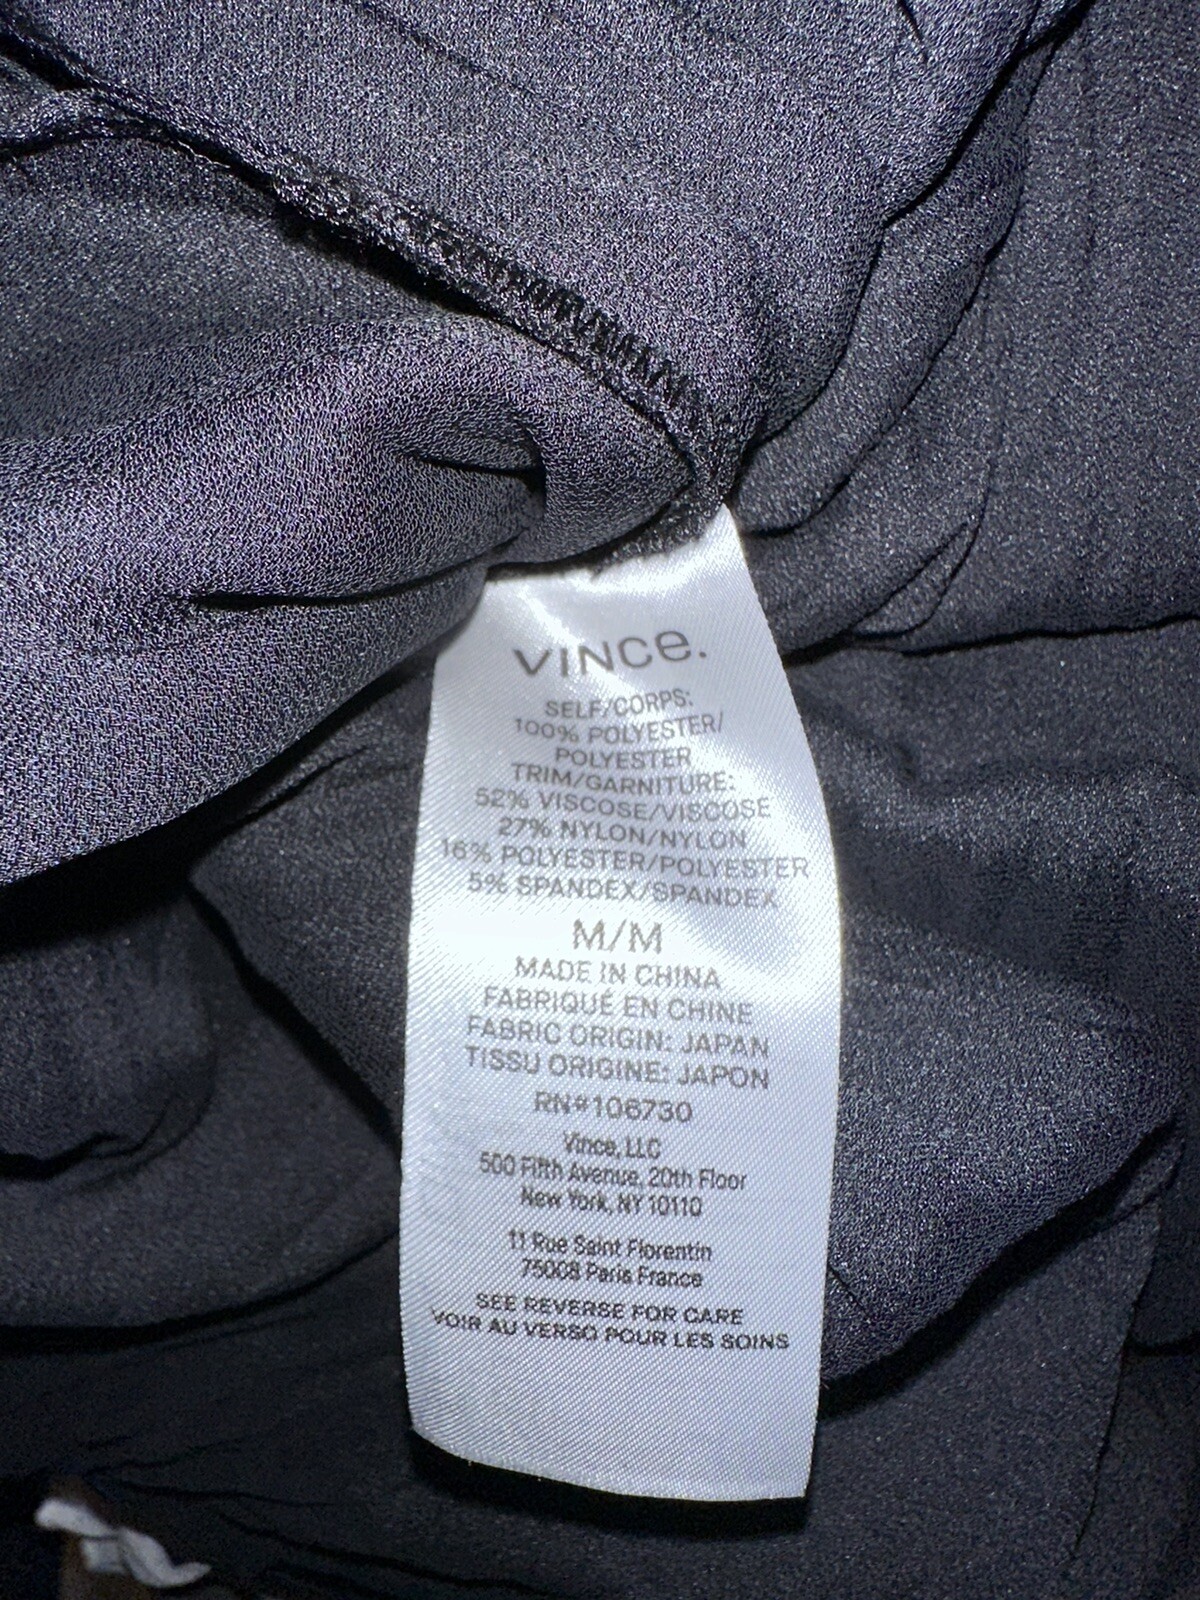 VINCE.
SELF/CORPS:
100% POLYESTER/
POLYESTER
TRIM/GARNITURE:
52% VISCOSE/VISCOSE
27% NYLON/NYLON
16% POLYESTER/POLYESTER
5% SPANDEX/SPANDEX
M/M
MADE IN CHINA
FABRIQUÉ EN CHINE
FABRIC ORIGIN: JAPAN
TISSU ORIGINE: JAPON
RN#106730
Vince, LLC
500 Fifth Avenue, 20th Floor
New York, NY 10110
11 Rue Saint Florentin
75008 Paris France
SEE REVERSE FOR CARE
VOIR AU VERSO POUR LES SOINS